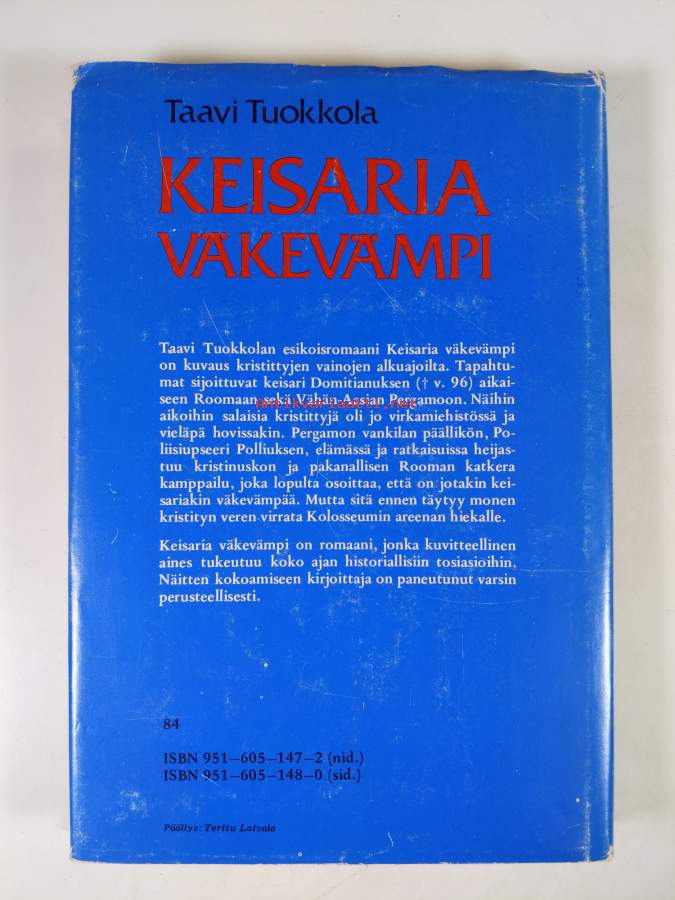 Taavi Tuokkola
KEISARIA
VÄKEVÄMPI
Taavi Tuokkolan esikoisromaani Keisaria väkevämpi
on kuvaus kristittyjen vainojen alkuajoilta. Tapahtu-
mat sijoittuvat keisari Domitianuksen († v. 96) aikai-
seen Roomaan sekä Vähän Aasian Pergamoon. Näihin
antikvariaatti.net
aikoihin salaisia kristittyjä oli jo virkamiehistössä ja
vieläpä hovissakin. Pergamon vankilan päällikön, Po-
liisiupseeri Polliuksen, elämässä ja ratkaisuissa heijas-
tuu kristinuskon ja pakanallisen Rooman katkera
kamppailu, joka lopulta osoittaa, että on jotakin kei-
sariakin väkevämpää. Mutta sitä ennen täytyy monen
kristityn veren virrata Kolosseumin areenan hiekalle.
Keisaria väkevämpi on romaani, jonka kuvitteellinen
aines tukeutuu koko ajan historiallisiin tosiasioihin.
Näitten kokoamiseen kirjoittaja on paneutunut varsin
perusteellisesti.
84
ISBN 951—605—147—2 (nid.)
ISBN 951—605—148—0 (sid.)
Päällys: Terttu Latvala